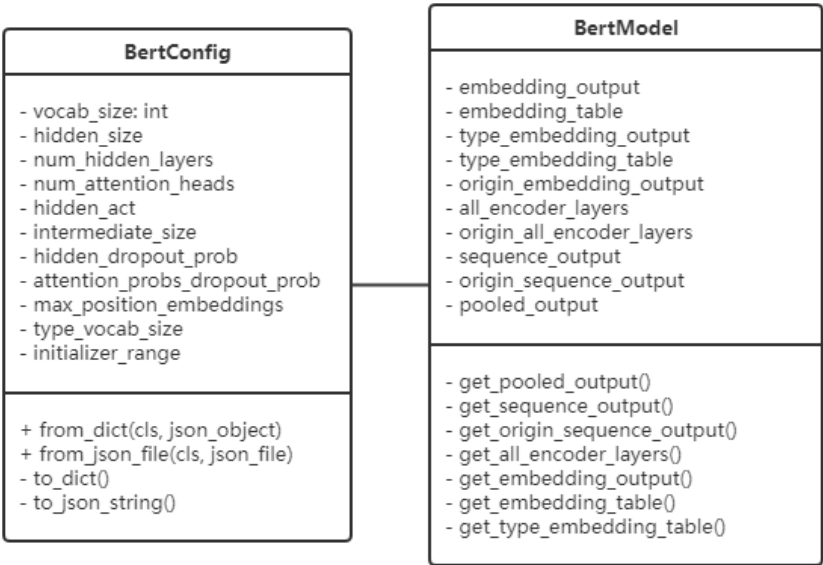 BertConfig
- vocab_size: int
- hidden_size
- num_hidden_layers
- num_attention_heads
- hidden_act
- intermediate_size
- hidden_dropout_prob
- attention_probs_dropout_prob
- max_position_embeddings
- type_vocab_size
- initializer_range
+ from_dict(cls, json_object)
+ from_json_file(cls, json_file)
- to_dict()
- to_json_string()
BertModel
- embedding_output
- embedding_table
- type_embedding_output
- type_embedding_table
- origin_embedding_output
- all_encoder_layers
- origin_all_encoder_layers
- sequence_output
- origin_sequence_output
- pooled_output
- get_pooled_output()
- get_sequence_output()
- get_origin_sequence_output()
- get_all_encoder_layers()
- get_embedding_output()
- get_embedding_table()
- get_type_embedding_table()